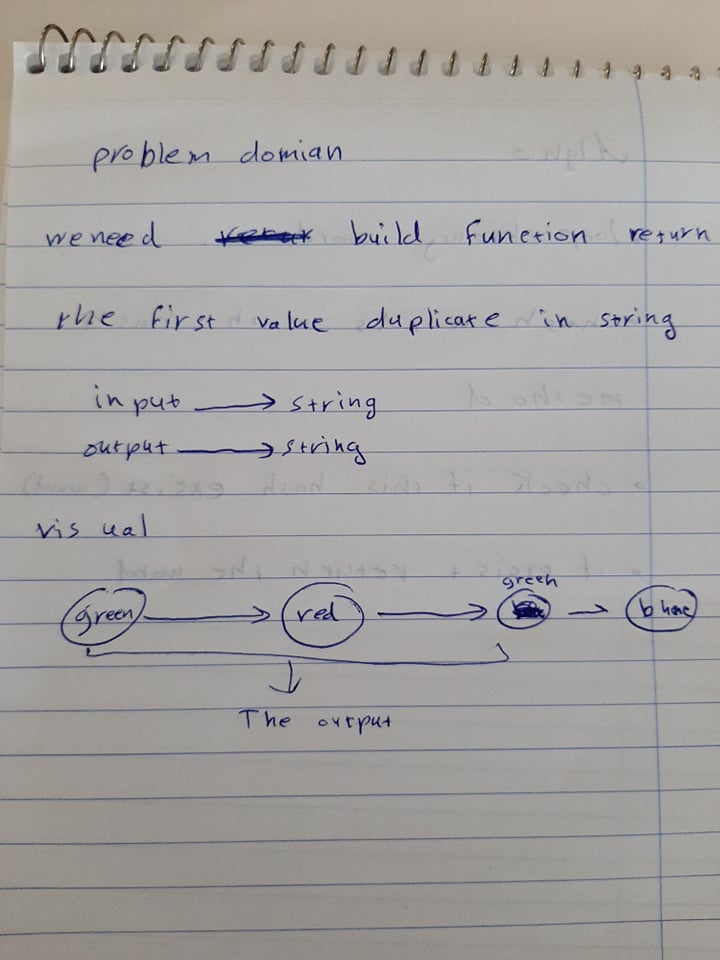 problem domian
we need build function return
the first value duplicate in string
input → string
output → string
visual
green
green → red → → blue
The output